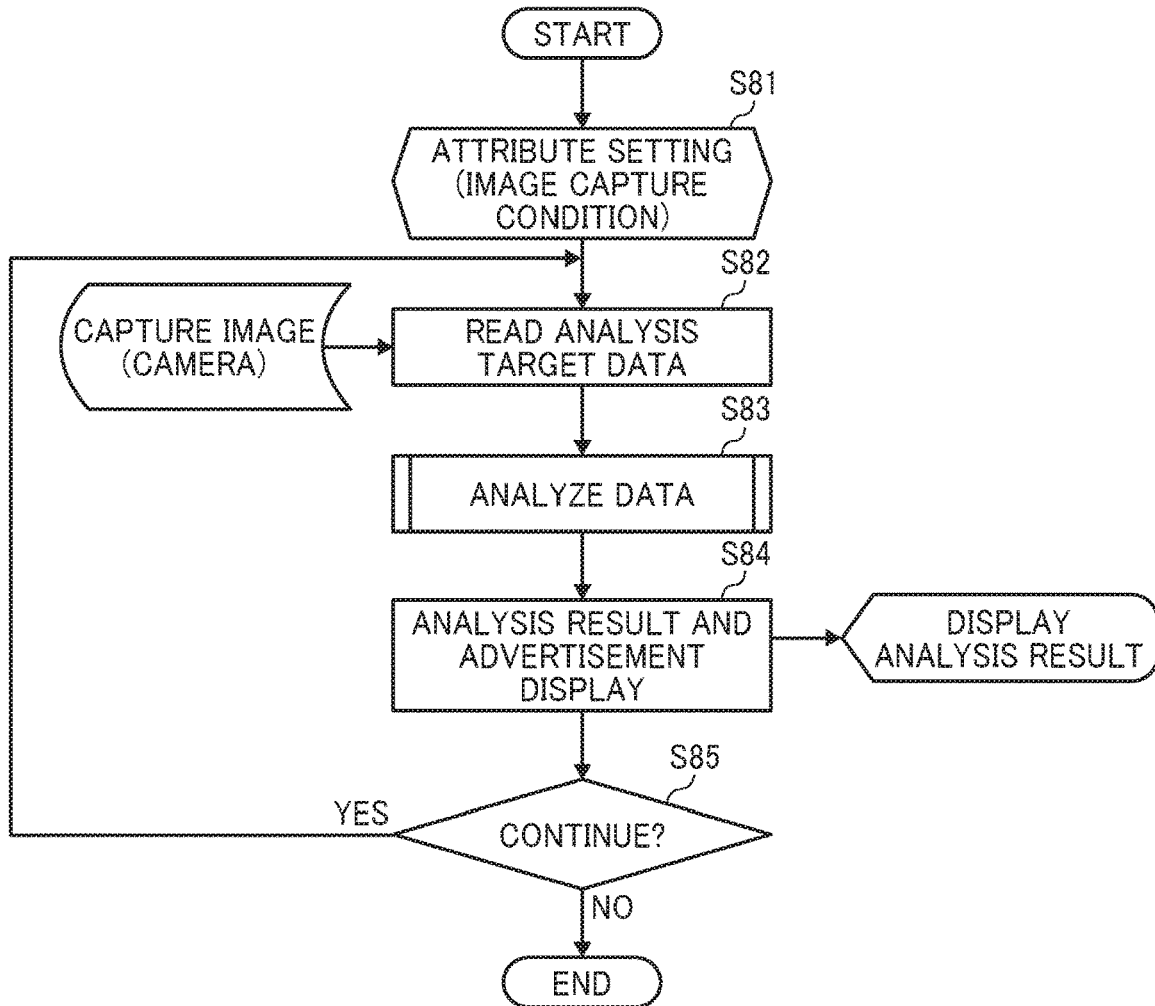 START
S81
ATTRIBUTE SETTING
(IMAGE CAPTURE
CONDITION)
S82
CAPTURE IMAGE
(CAMERA)
READ ANALYSIS
TARGET DATA
S83
ANALYZE DATA
S84
ANALYSIS RESULT AND
ADVERTISEMENT
DISPLAY
DISPLAY
ANALYSIS RESULT
S85
YES
CONTINUE?
NO
END